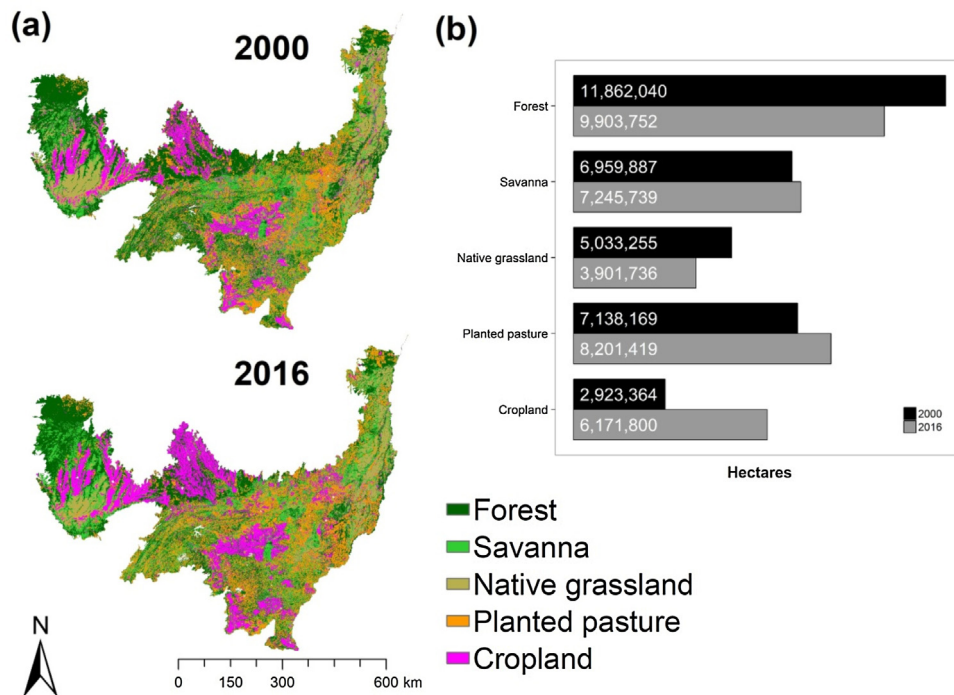 (a)
2000
2016
N
0 150 300 600 km
(b)
Forest
11,862,040
9,903,752
Savanna
6,959,887
7,245,739
Native grassland
5,033,255
3,901,736
Planted pasture
7,138,169
8,201,419
Cropland
2,923,364
6,171,800
2000
2016
Hectares
Forest
Savanna
Native grassland
Planted pasture
Cropland